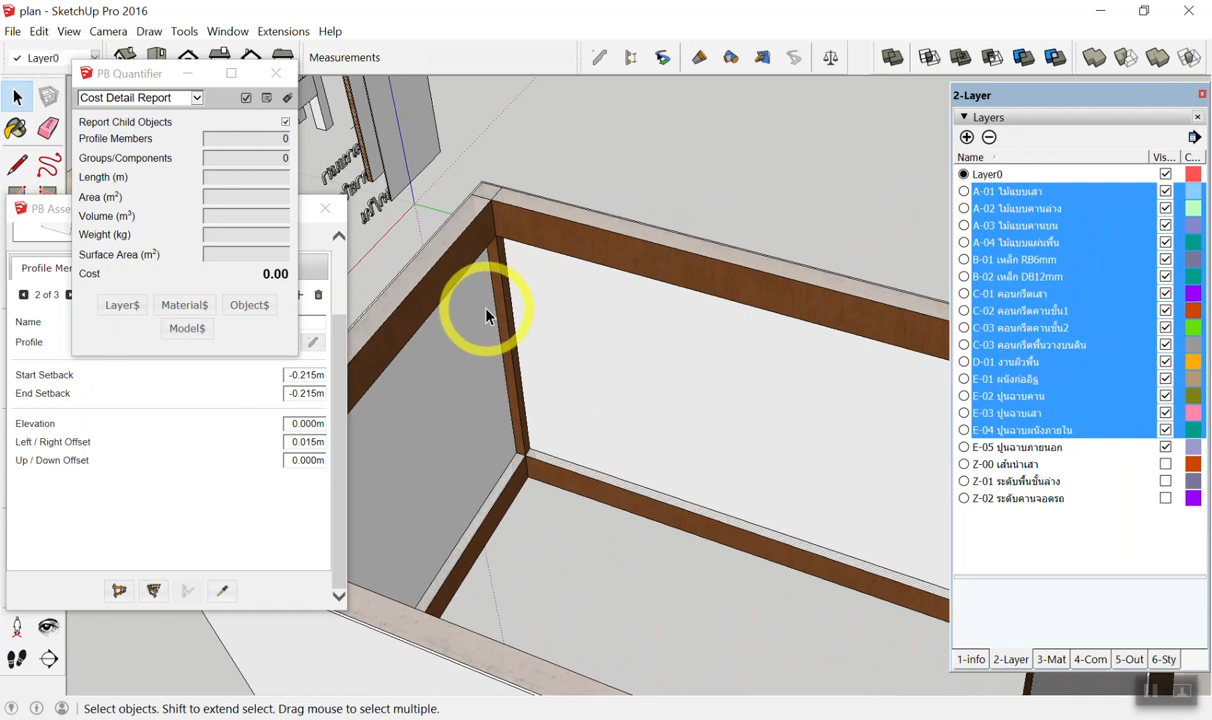 plan - SketchUp Pro 2016
File Edit View Camera Draw Tools Window Extensions Help
Layer0
Measurements
PB Quantifier
Cost Detail Report
Report Child Objects
Profile Members 0
Groups/Components 0
Length (m)
Area (m²)
Volume (m³)
Weight (kg)
Surface Area (m²)
Cost 0.00
Layer$ Material$ Object$
Model$
PB Asse
Profile Mer
2 of 3
Name
Profile
Start Setback -0.215m
End Setback -0.215m
Elevation 0.000m
Left / Right Offset 0.015m
Up / Down Offset 0.000m
2-Layer
Layers
Name Vis... C...
Layer0
A-01 ไม้แบบเสา
A-02 ไม้แบบคานล่าง
A-03 ไม้แบบคานบน
A-04 ไม้แบบแผ่นพื้น
B-01 เหล็ก RB6mm
B-02 เหล็ก DB12mm
C-01 คอนกรีตเสา
C-02 คอนกรีตคานชั้น1
C-03 คอนกรีตคานชั้น2
C-03 คอนกรีตพื้นวางบนดิน
D-01 งานผิวพื้น
E-01 ผนังก่ออิฐ
E-02 ปูนฉาบคาน
E-03 ปูนฉาบเสา
E-04 ปูนฉาบผนังภายใน
E-05 ปูนฉาบภายนอก
Z-00 เส้นนำเสา
Z-01 ระดับพื้นชั้นล่าง
Z-02 ระดับคานจอดรถ
1-info 2-Layer 3-Mat 4-Com 5-Out 6-Sty
Select objects. Shift to extend select. Drag mouse to select multiple.